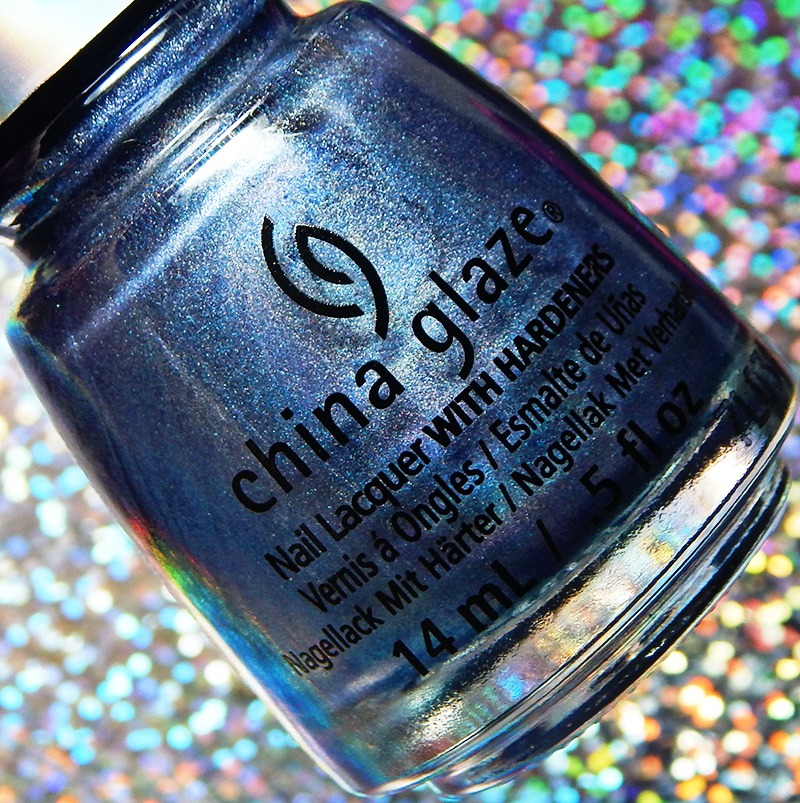 china glaze®
Nail Lacquer WITH HARDENERS
Vernis á Ongles / Esmalte de Uñas
Nagellack Mit Härter / Nagellak Met
14 mL / .5 fl oz